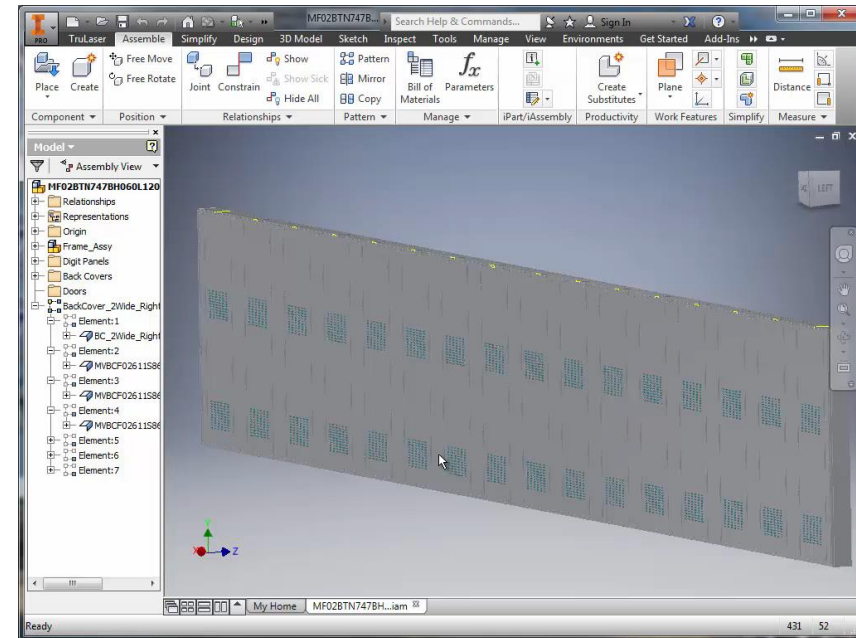 MF02BTN747B... Search Help & Commands... Sign In
PRO TruLaser Assemble Simplify Design 3D Model Sketch Inspect Tools Manage View Environments Get Started Add-Ins
Place Create Free Move Free Rotate
Joint Constrain Show Show Sick Hide All
Pattern Mirror Copy
Bill of Materials Parameters
Create Substitutes
Plane
Distance
Component Position Relationships Pattern Manage iPart/iAssembly Productivity Work Features Simplify Measure
Model
Assembly View
MF02BTN747BH060L120
Relationships
Representations
Origin
Frame_Assy
Digit Panels
Back Covers
Doors
BackCover_2Wide_Right
Element:1
BC_2Wide_Right
Element:2
MVBCF02611S86
Element:3
MVBCF02611S86
Element:4
MVBCF02611S86
Element:5
Element:6
Element:7
LEFT
Y
X Z
My Home MF02BTN747BH...iam
Ready 431 52